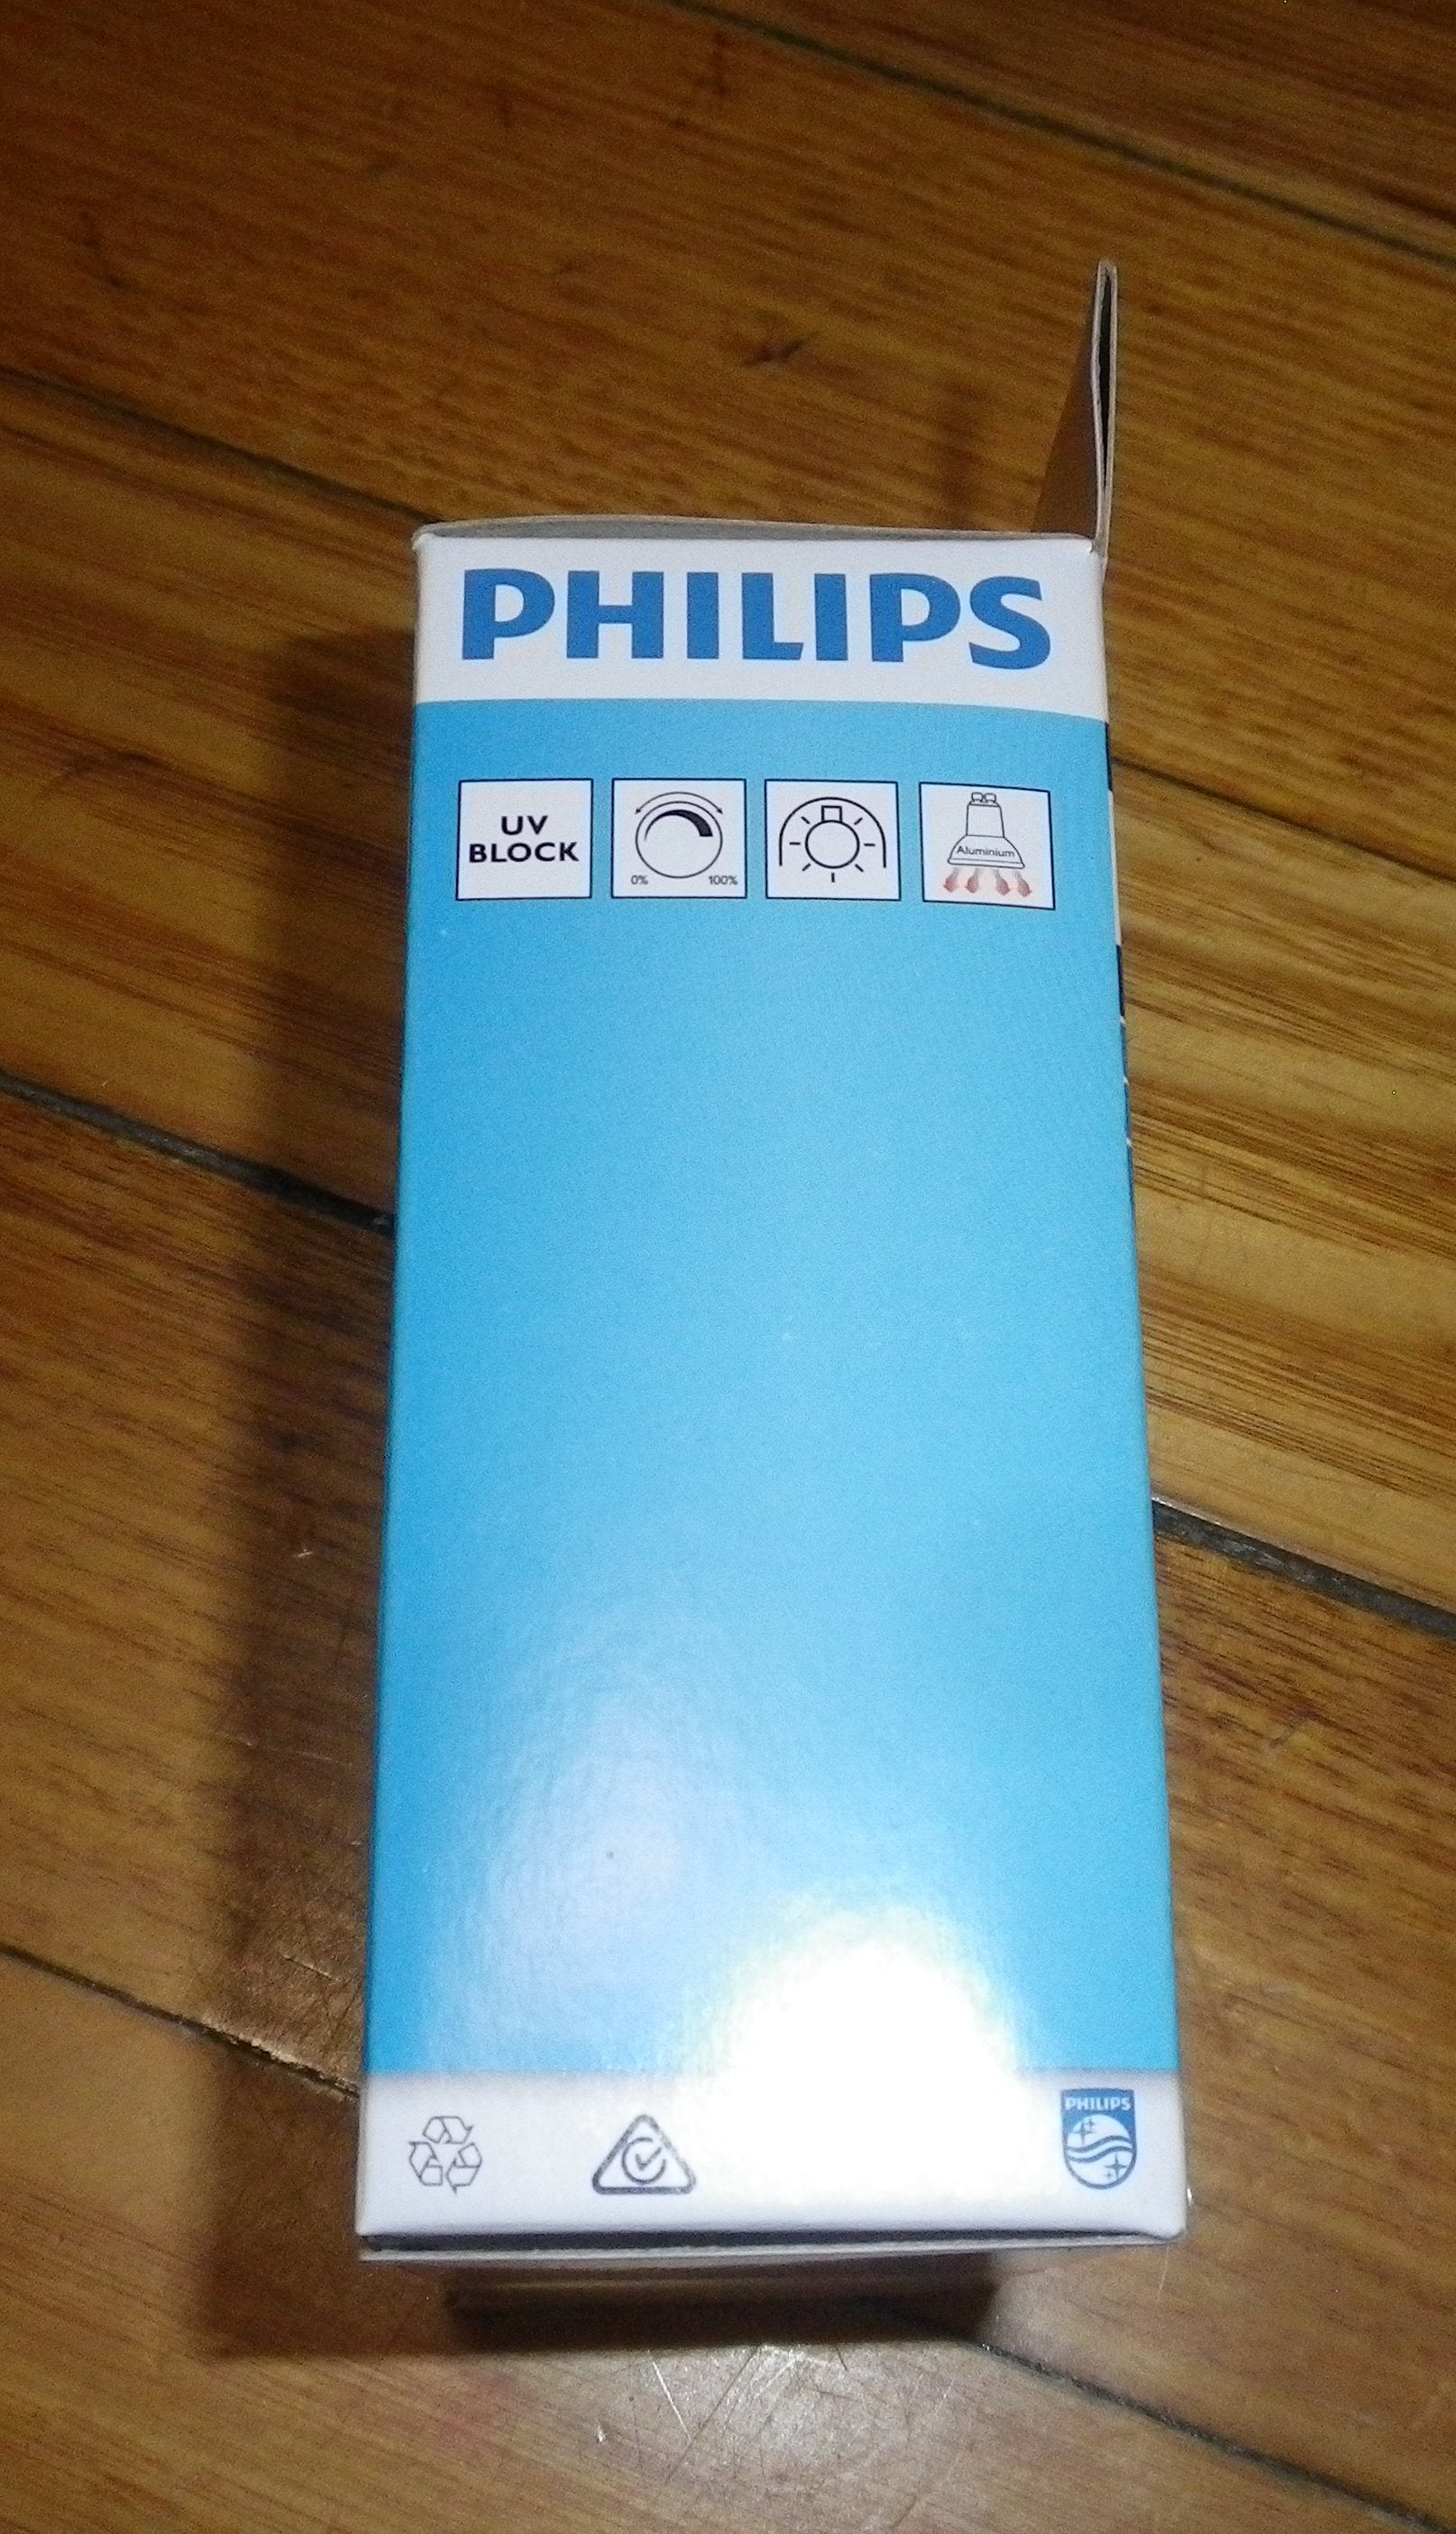 PHILIPS
UV
BLOCK
0% 100%
Aluminium
PHILIPS